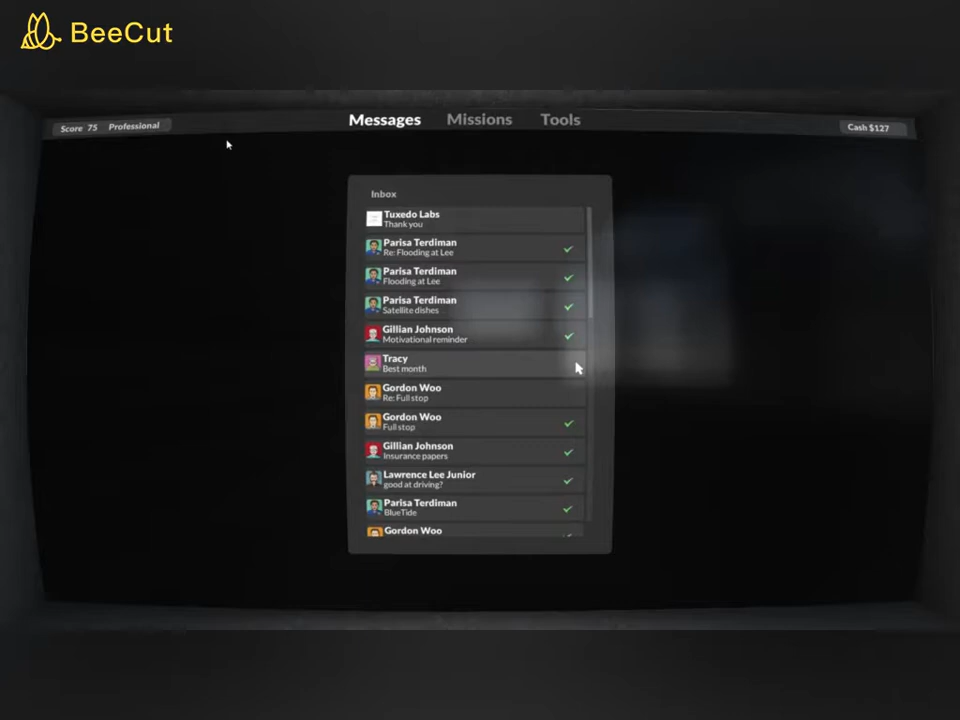 BeeCut
Score 75 Professional
Messages Missions Tools
Cash $127
Inbox
Tuxedo Labs
Thank you
Parisa Terdiman
Re: Flooding at Lee
Parisa Terdiman
Flooding at Lee
Parisa Terdiman
Satellite dishes
Gillian Johnson
Motivational reminder
Tracy
Best month
Gordon Woo
Re: Full stop
Gordon Woo
Full stop
Gillian Johnson
Insurance papers
Lawrence Lee Junior
good at driving?
Parisa Terdiman
BlueTide
Gordon Woo